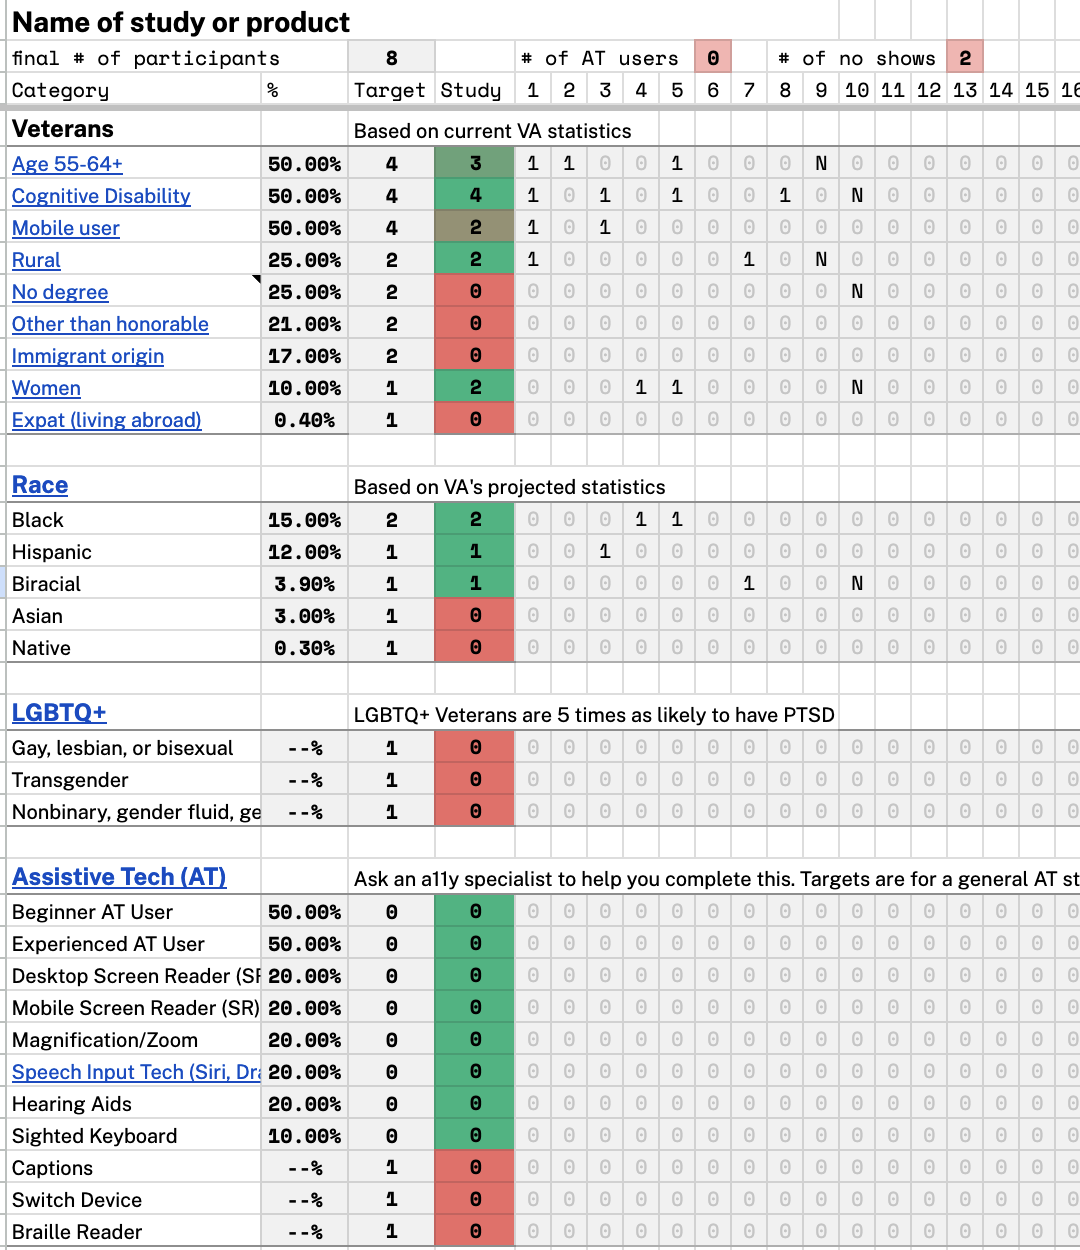 Name of study or product
final # of participants 8 # of AT users 0 # of no shows 2
Category % Target Study 1 2 3 4 5 6 7 8 9 10 11 12 13 14 15 16
Veterans Based on current VA statistics
Age 55-64+ 50.00% 4 3 1 1 0 0 1 0 0 0 N 0 0 0 0 0 0 0
Cognitive Disability 50.00% 4 4 1 0 1 0 1 0 0 1 0 N 0 0 0 0 0 0
Mobile user 50.00% 4 2 1 0 1 0 0 0 0 0 0 0 0 0 0 0 0 0
Rural 25.00% 2 2 1 0 0 0 0 0 1 0 N 0 0 0 0 0 0 0
No degree 25.00% 2 0 0 0 0 0 0 0 0 0 0 N 0 0 0 0 0 0
Other than honorable 21.00% 2 0 0 0 0 0 0 0 0 0 0 0 0 0 0 0 0 0
Immigrant origin 17.00% 2 0 0 0 0 0 0 0 0 0 0 0 0 0 0 0 0 0
Women 10.00% 1 2 0 0 0 1 1 0 0 0 0 N 0 0 0 0 0 0
Expat (living abroad) 0.40% 1 0 0 0 0 0 0 0 0 0 0 0 0 0 0 0 0 0
Race Based on VA's projected statistics
Black 15.00% 2 2 0 0 0 1 1 0 0 0 0 0 0 0 0 0 0 0
Hispanic 12.00% 1 1 0 0 1 0 0 0 0 0 0 0 0 0 0 0 0 0
Biracial 3.90% 1 1 0 0 0 0 0 0 1 0 0 N 0 0 0 0 0 0
Asian 3.00% 1 0 0 0 0 0 0 0 0 0 0 0 0 0 0 0 0 0
Native 0.30% 1 0 0 0 0 0 0 0 0 0 0 0 0 0 0 0 0 0
LGBTQ+ LGBTQ+ Veterans are 5 times as likely to have PTSD
Gay, lesbian, or bisexual --% 1 0 0 0 0 0 0 0 0 0 0 0 0 0 0 0 0 0
Transgender --% 1 0 0 0 0 0 0 0 0 0 0 0 0 0 0 0 0 0
Nonbinary, gender fluid, ge --% 1 0 0 0 0 0 0 0 0 0 0 0 0 0 0 0 0 0
Assistive Tech (AT) Ask an a11y specialist to help you complete this. Targets are for a general AT st
Beginner AT User 50.00% 0 0 0 0 0 0 0 0 0 0 0 0 0 0 0 0 0 0
Experienced AT User 50.00% 0 0 0 0 0 0 0 0 0 0 0 0 0 0 0 0 0 0
Desktop Screen Reader (SR 20.00% 0 0 0 0 0 0 0 0 0 0 0 0 0 0 0 0 0 0
Mobile Screen Reader (SR) 20.00% 0 0 0 0 0 0 0 0 0 0 0 0 0 0 0 0 0 0
Magnification/Zoom 20.00% 0 0 0 0 0 0 0 0 0 0 0 0 0 0 0 0 0 0
Speech Input Tech (Siri, Dra 20.00% 0 0 0 0 0 0 0 0 0 0 0 0 0 0 0 0 0 0
Hearing Aids 20.00% 0 0 0 0 0 0 0 0 0 0 0 0 0 0 0 0 0 0
Sighted Keyboard 10.00% 0 0 0 0 0 0 0 0 0 0 0 0 0 0 0 0 0 0
Captions --% 1 0 0 0 0 0 0 0 0 0 0 0 0 0 0 0 0 0
Switch Device --% 1 0 0 0 0 0 0 0 0 0 0 0 0 0 0 0 0 0
Braille Reader --% 1 0 0 0 0 0 0 0 0 0 0 0 0 0 0 0 0 0